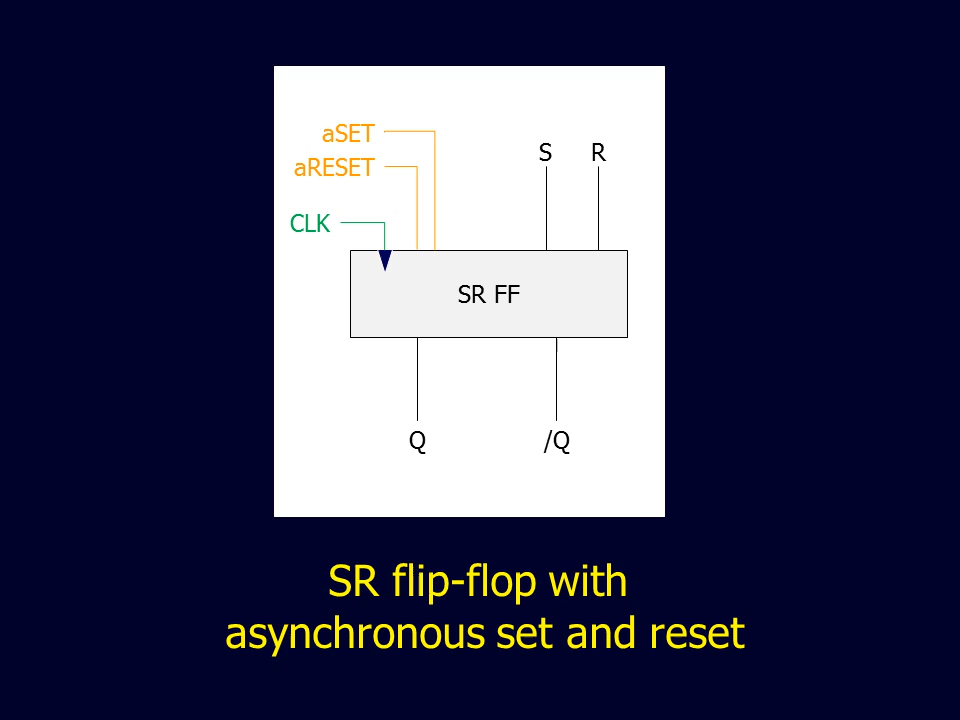 aSET
aRESET
S R
CLK
SR FF
Q /Q
SR flip-flop with
asynchronous set and reset